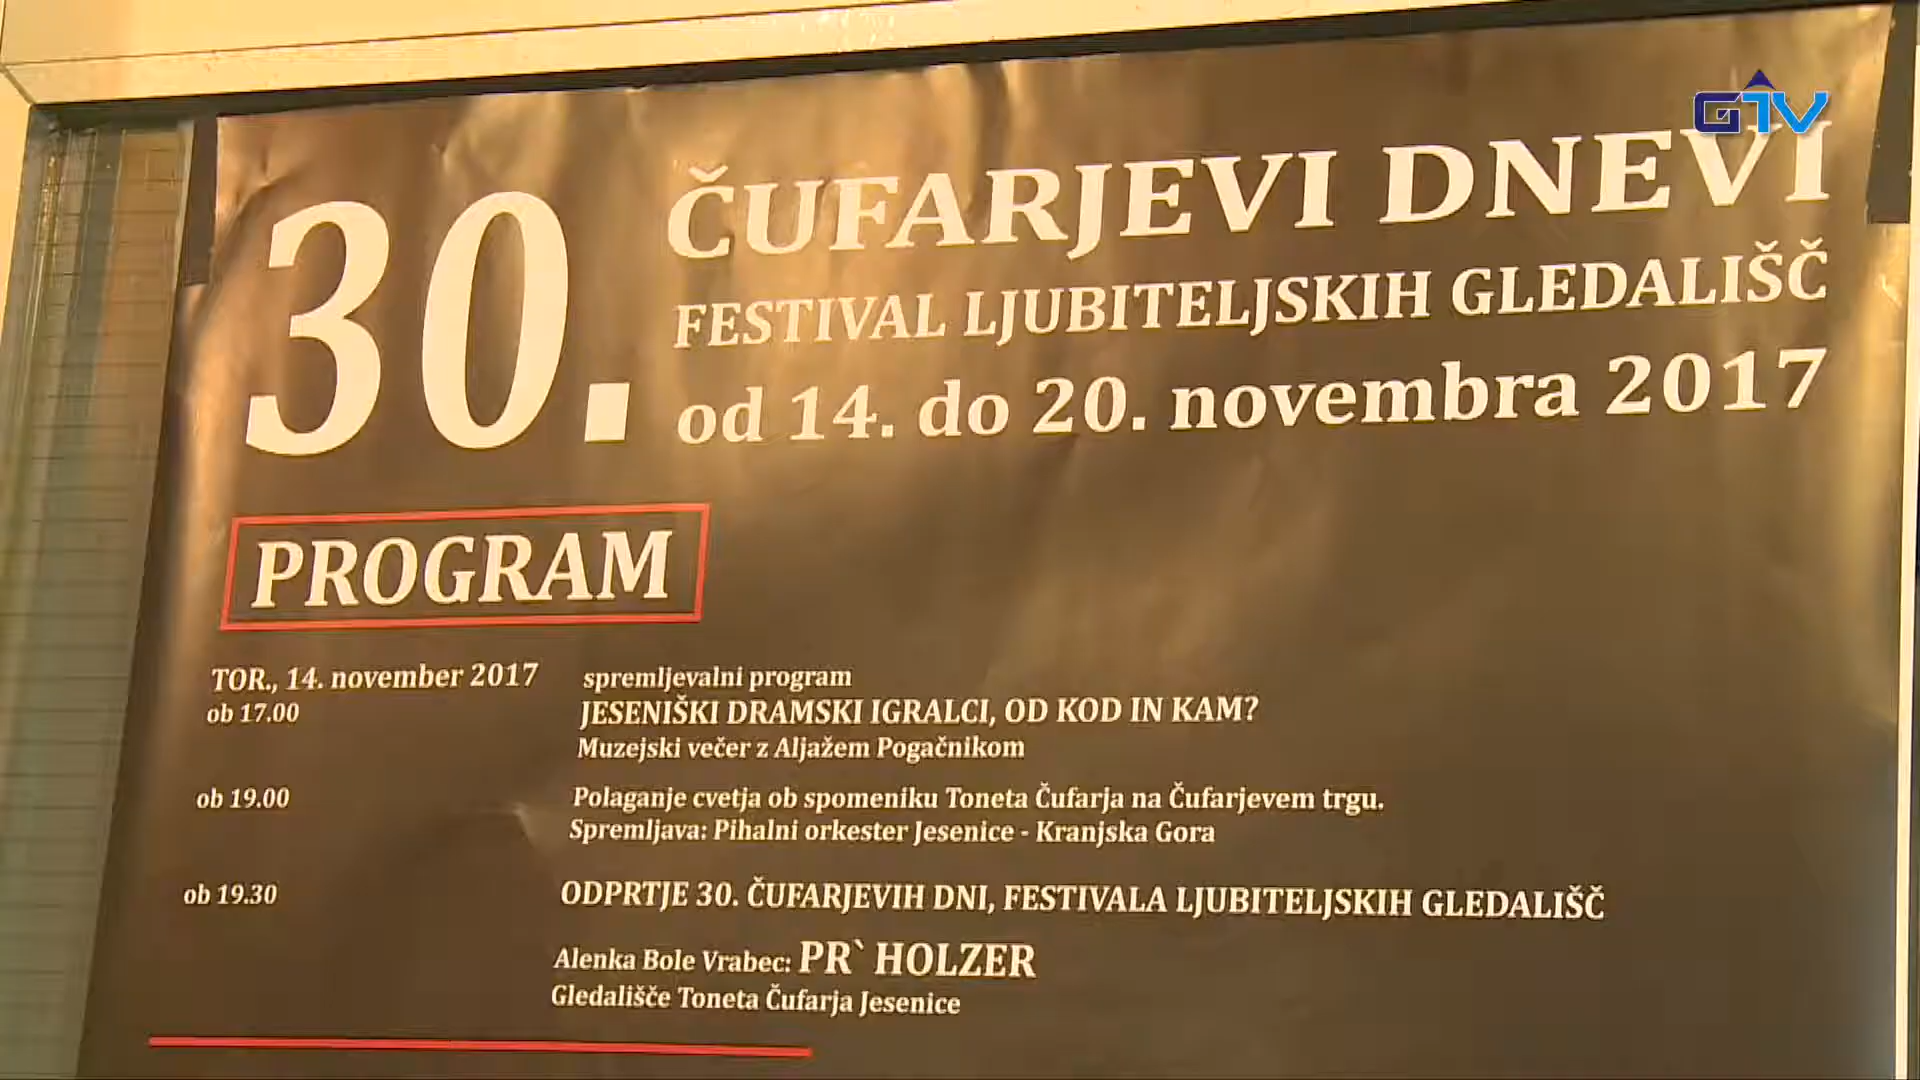 GTV
30. ČUFARJEVI DNEVI
FESTIVAL LJUBITELJSKIH GLEDALIŠČ
od 14. do 20. novembra 2017
PROGRAM
TOR., 14. november 2017 spremljevalni program
ob 17.00 JESENIŠKI DRAMSKI IGRALCI, OD KOD IN KAM?
Muzejski večer z Aljažem Pogačnikom
ob 19.00 Polaganje cvetja ob spomeniku Toneta Čufarja na Čufarjevem trgu.
Spremljava: Pihalni orkester Jesenice - Kranjska Gora
ob 19.30 ODPRTJE 30. ČUFARJEVIH DNI, FESTIVALA LJUBITELJSKIH GLEDALIŠČ
Alenka Bole Vrabec: PR` HOLZER
Gledališče Toneta Čufarja Jesenice